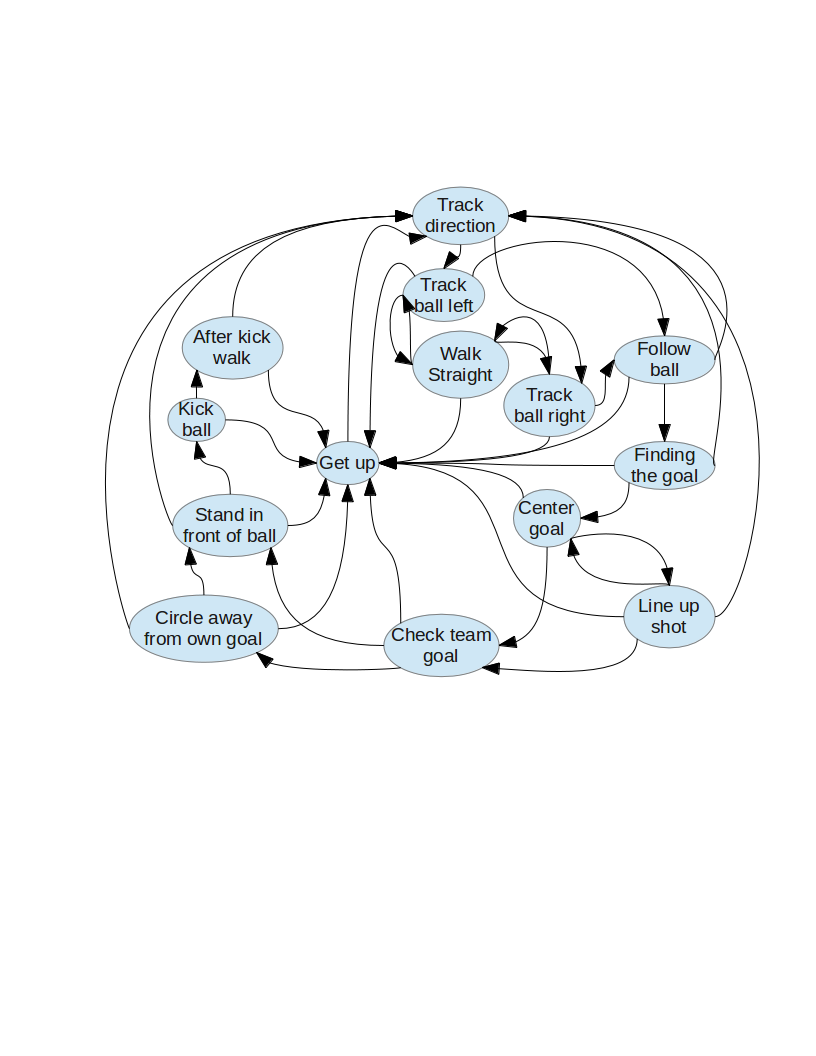 Track
direction
Track
ball left
After kick
walk
Walk
Straight
Follow
ball
Track
ball right
Kick
ball
Get up
Finding
the goal
Stand in
front of ball
Center
goal
Circle away
from own goal
Check team
goal
Line up
shot